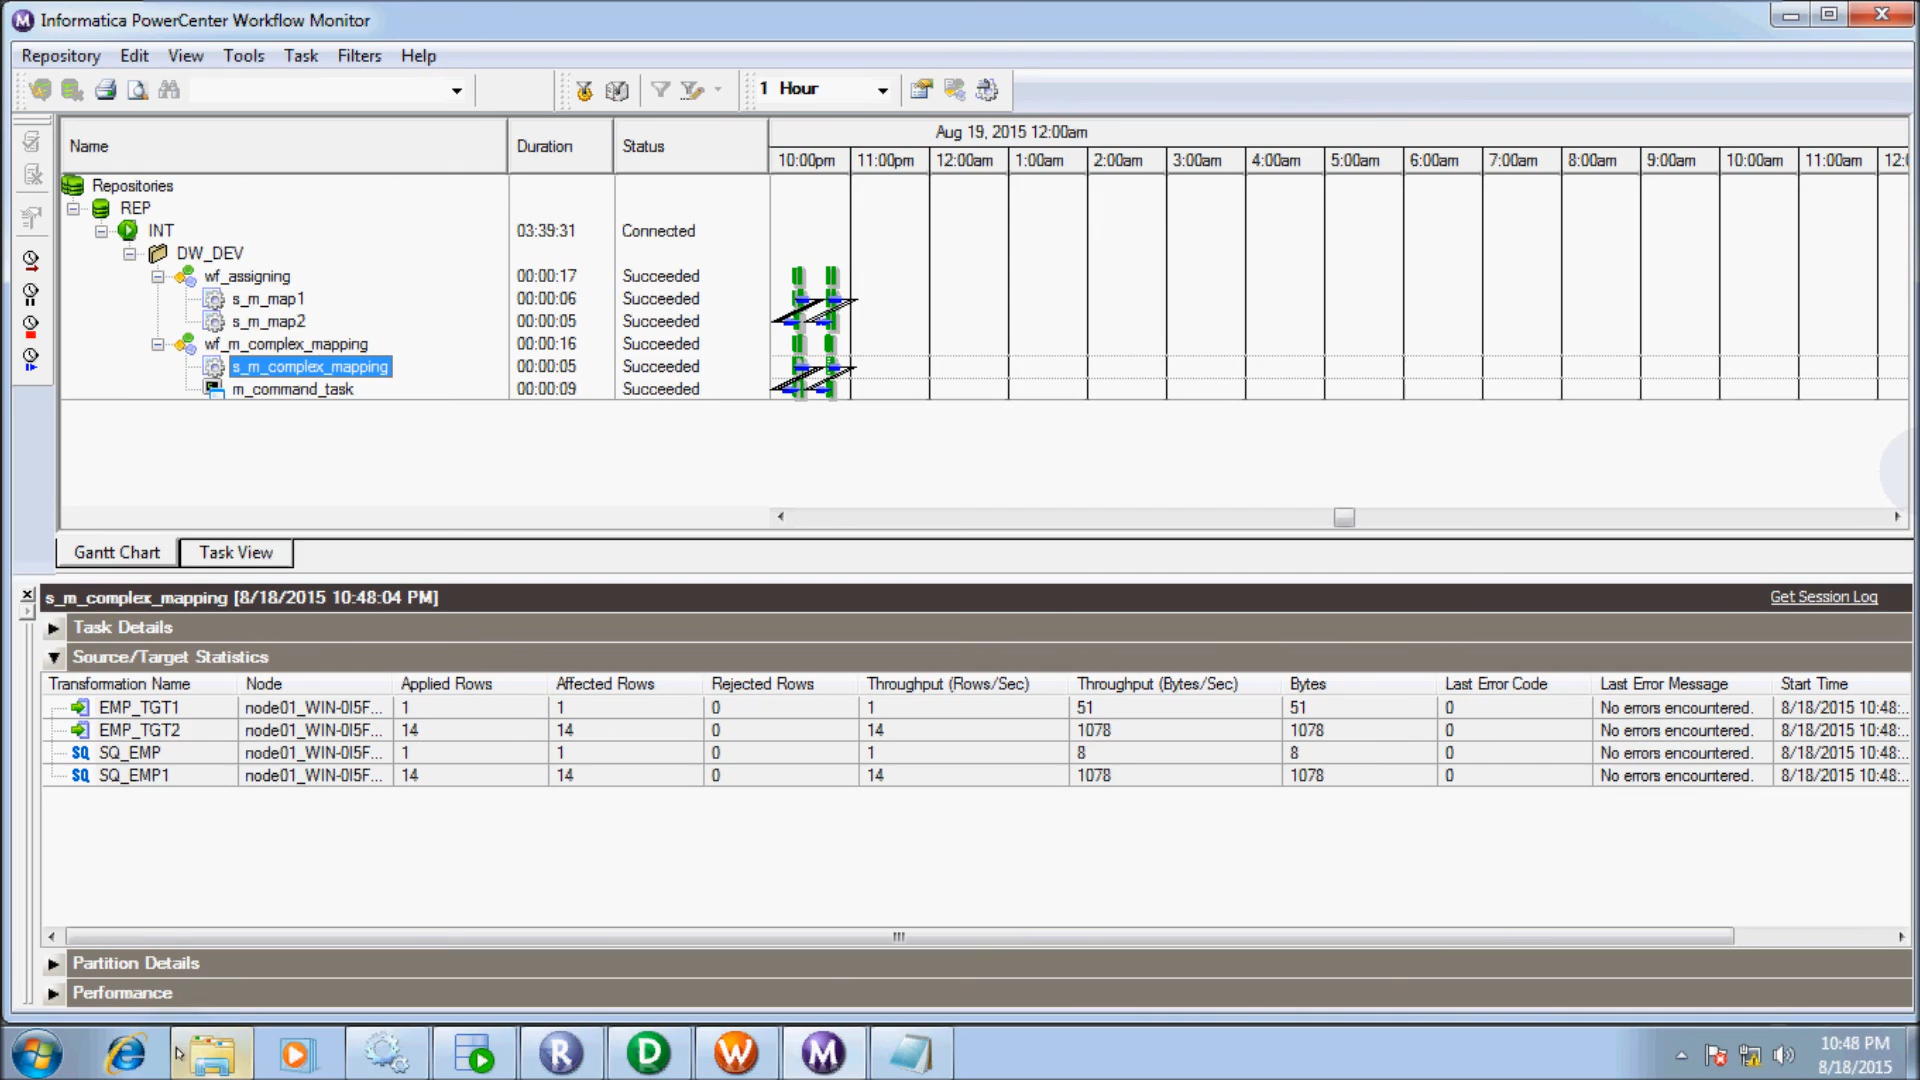 Informatica PowerCenter Workflow Monitor
Repository Edit View Tools Task Filters Help
1 Hour
Name Duration Status Aug 19, 2015 12:00am
10:00pm 11:00pm 12:00am 1:00am 2:00am 3:00am 4:00am 5:00am 6:00am 7:00am 8:00am 9:00am 10:00am 11:00am 12:
Repositories
REP
INT 03:39:31 Connected
DW_DEV
wf_assigning 00:00:17 Succeeded
s_m_map1 00:00:06 Succeeded
s_m_map2 00:00:05 Succeeded
wf_m_complex_mapping 00:00:16 Succeeded
s_m_complex_mapping 00:00:05 Succeeded
m_command_task 00:00:09 Succeeded
Gantt Chart Task View
s_m_complex_mapping [8/18/2015 10:48:04 PM] Get Session Log
Task Details
Source/Target Statistics
Transformation Name Node Applied Rows Affected Rows Rejected Rows Throughput (Rows/Sec) Throughput (Bytes/Sec) Bytes Last Error Code Last Error Message Start Time
EMP_TGT1 node01_WIN-0I5F... 1 1 0 1 51 51 0 No errors encountered. 8/18/2015 10:48:..
EMP_TGT2 node01_WIN-0I5F... 14 14 0 14 1078 1078 0 No errors encountered. 8/18/2015 10:48:..
SQ SQ_EMP node01_WIN-0I5F... 1 1 0 1 8 8 0 No errors encountered. 8/18/2015 10:48:..
SQ SQ_EMP1 node01_WIN-0I5F... 14 14 0 14 1078 1078 0 No errors encountered. 8/18/2015 10:48:..
Partition Details
Performance
R D W M
10:48 PM
8/18/2015